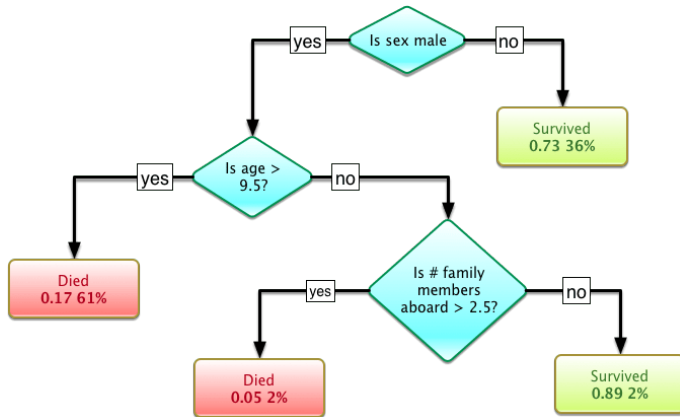 yes
Is sex male
no
Survived
0.73 36%
Is age >
9.5?
yes
no
Died
0.17 61%
Is # family
members
aboard > 2.5?
yes
no
Died
0.05 2%
Survived
0.89 2%